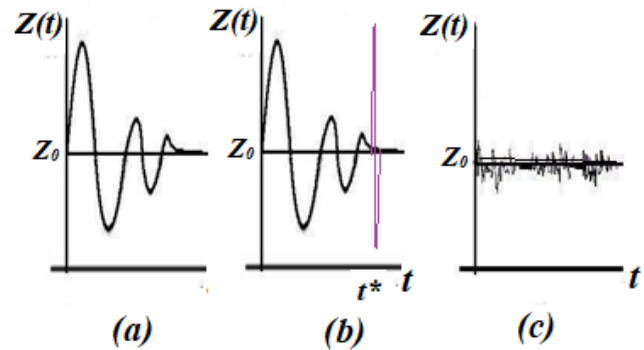 Z(t) Z(t) Z(t)
Z₀ Z₀ Z₀
t* t t
(a) (b) (c)